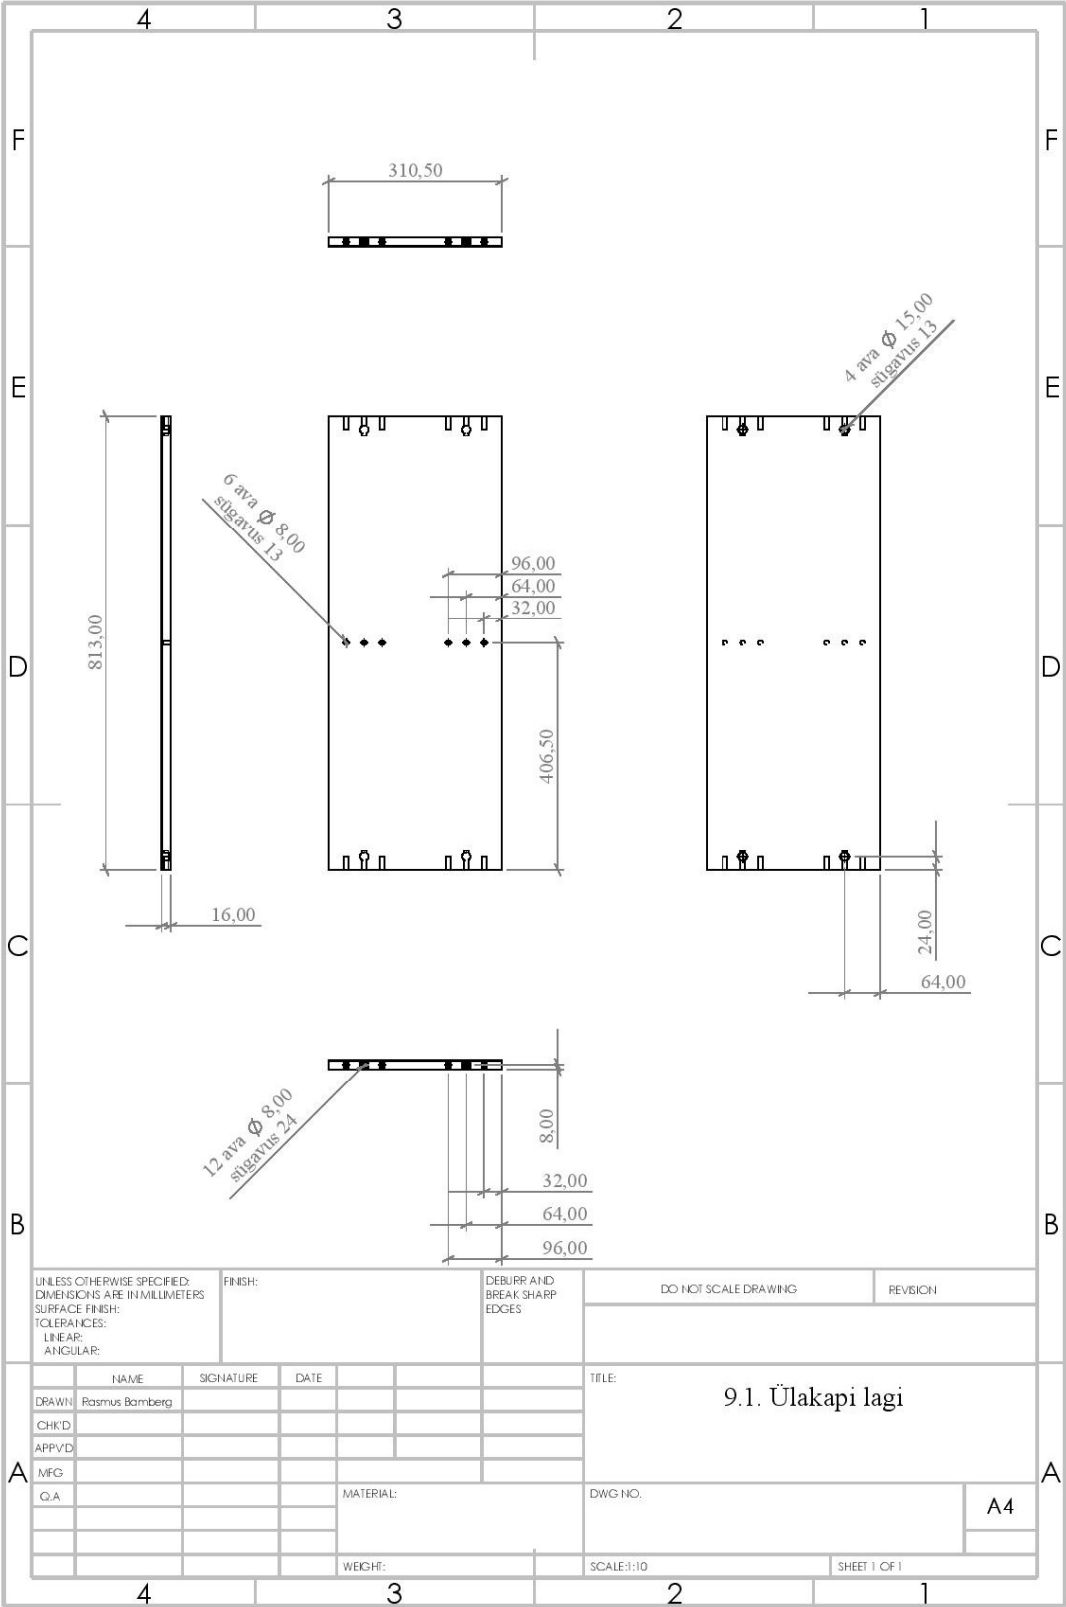 4
3
2
1
F
F
310,50
4 ava Ø 15,00
sügavus 13
E
E
6 ava Ø 8,00
sügavus 13
96,00
64,00
32,00
813,00
D
D
406,50
16,00
24,00
C
C
64,00
12 ava Ø 8,00
sügavus 24
8,00
32,00
64,00
96,00
B
B
UNLESS OTHERWISE SPECIFIED:
DIMENSIONS ARE IN MILLIMETERS
SURFACE FINISH:
TOLERANCES:
LINEAR:
ANGULAR:
FINISH:
DEBURR AND
BREAK SHARP
EDGES
DO NOT SCALE DRAWING
REVISION
NAME
SIGNATURE
DATE
TITLE:
9.1. Ülakapi lagi
DRAWN
Rasmus Bamberg
CHK'D
APPV'D
MFG
Q.A
A
A
MATERIAL:
DWG NO.
A4
WEIGHT:
SCALE:1:10
SHEET 1 OF 1
4
3
2
1